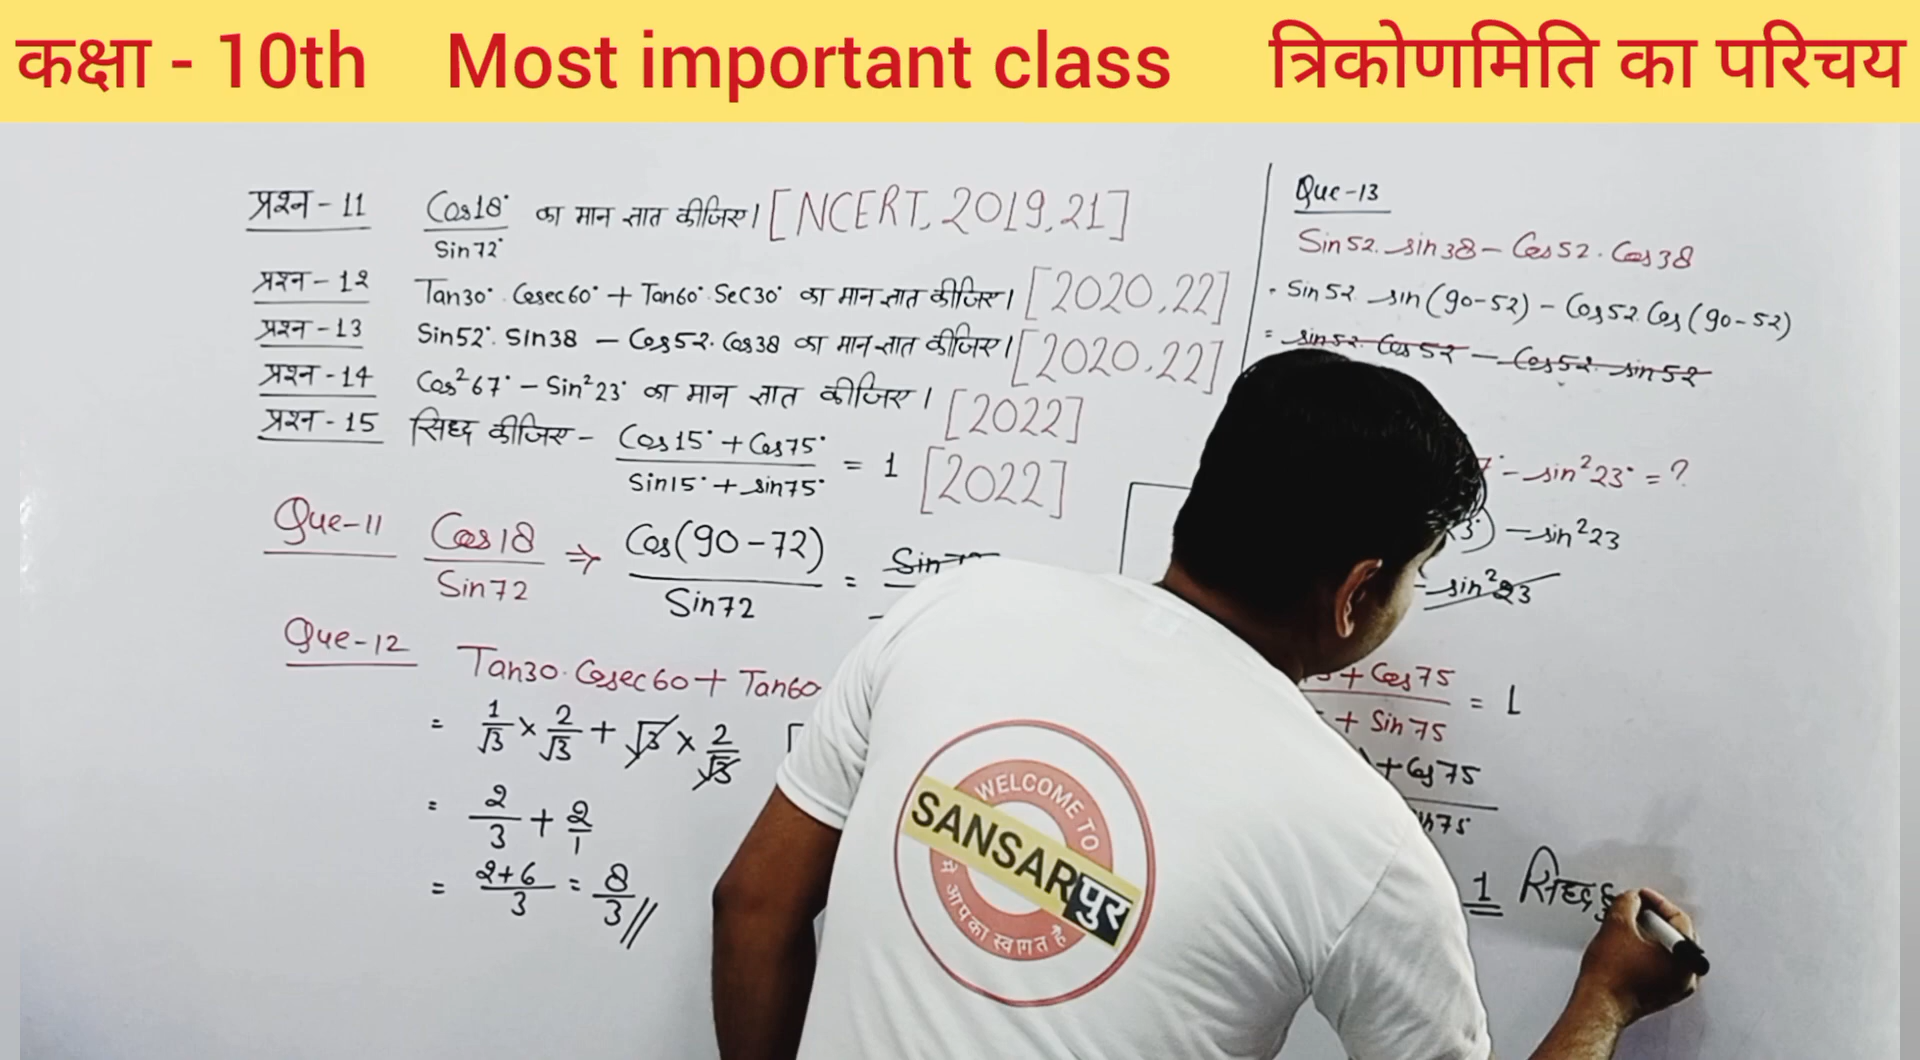 कक्षा - 10th Most important class त्रिकोणमिति का परिचय
प्रश्न - 11 Cos18° / Sin72° का मान ज्ञात कीजिए। [NCERT, 2019,21]
प्रश्न - 12 Tan30° Cosec60° + Tan60° Sec30° का मान ज्ञात कीजिए। [2020,22]
प्रश्न - 13 Sin52° Sin38 - Cos52 · Cos38 का मान ज्ञात कीजिए। [2020,22]
प्रश्न - 14 Cos²67° - Sin²23° का मान ज्ञात कीजिए। [2022]
प्रश्न - 15 सिध्द कीजिए - Cos15° + Cos75° / Sin15° + sin75° = 1 [2022]
Que-11 Cos18 / Sin72 ⇒ Cos(90-72) / Sin72 =
Que-12 Tan30 · Cosec60 + Tan60
= 1/√3 × 2/√3 + √3 × 2/√3
= 2/3 + 2/1
= 2+6/3 = 8/3 //
Que-13
Sin52 · sin38 - Cos52 · Cos38
= Sin52 · sin(90-52) - Cos52 · Cos(90-52)
= sin52 · Cos52 - Cos52 · sin52
- sin²23° = ?
- sin²23
- sin²23
+ Cos75 / + Sin75 = 1
+ Cos75
1 सिध्द
WELCOME TO
SANSARपुर
में आपका स्वागत है